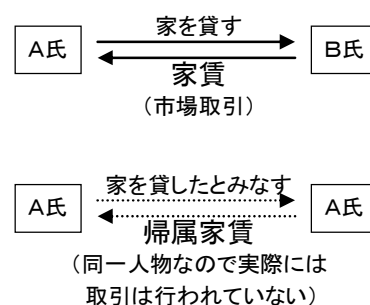 家を貸す
A氏
B氏
家賃
（市場取引）
家を貸したとみなす
A氏
A氏
帰属家賃
（同一人物なので実際には
取引は行われていない）